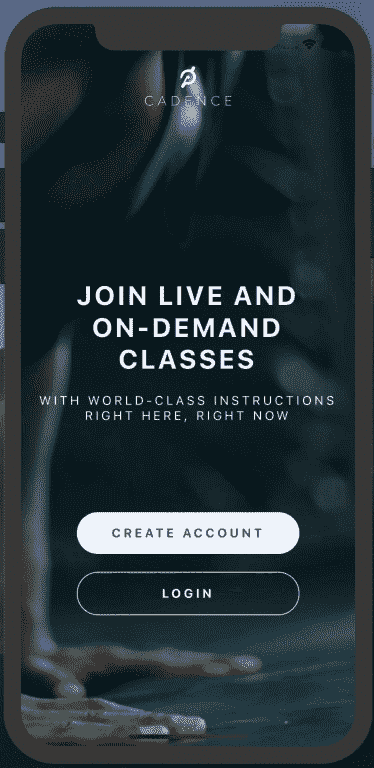 CADENCE
JOIN LIVE AND
ON-DEMAND
CLASSES
WITH WORLD-CLASS INSTRUCTIONS
RIGHT HERE, RIGHT NOW
CREATE ACCOUNT
LOGIN